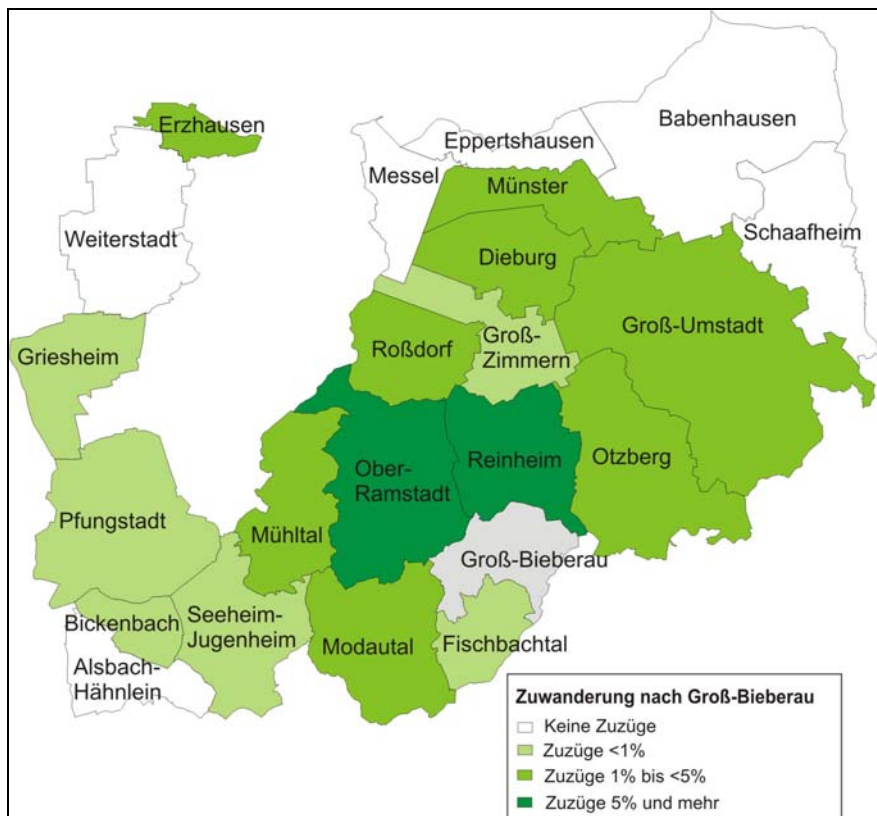 Erzhausen
Babenhausen
Eppertshausen
Messel
Münster
Weiterstadt
Schaafheim
Dieburg
Groß-Umstadt
Griesheim
Roßdorf
Groß-
Zimmern
Ober-
Ramstadt
Reinheim
Otzberg
Pfungstadt
Mühltal
Groß-Bieberau
Bickenbach
Seeheim-
Jugenheim
Modautal
Fischbachtal
Alsbach-
Hähnlein
Zuwanderung nach Groß-Bieberau
Keine Zuzüge
Zuzüge <1%
Zuzüge 1% bis <5%
Zuzüge 5% und mehr